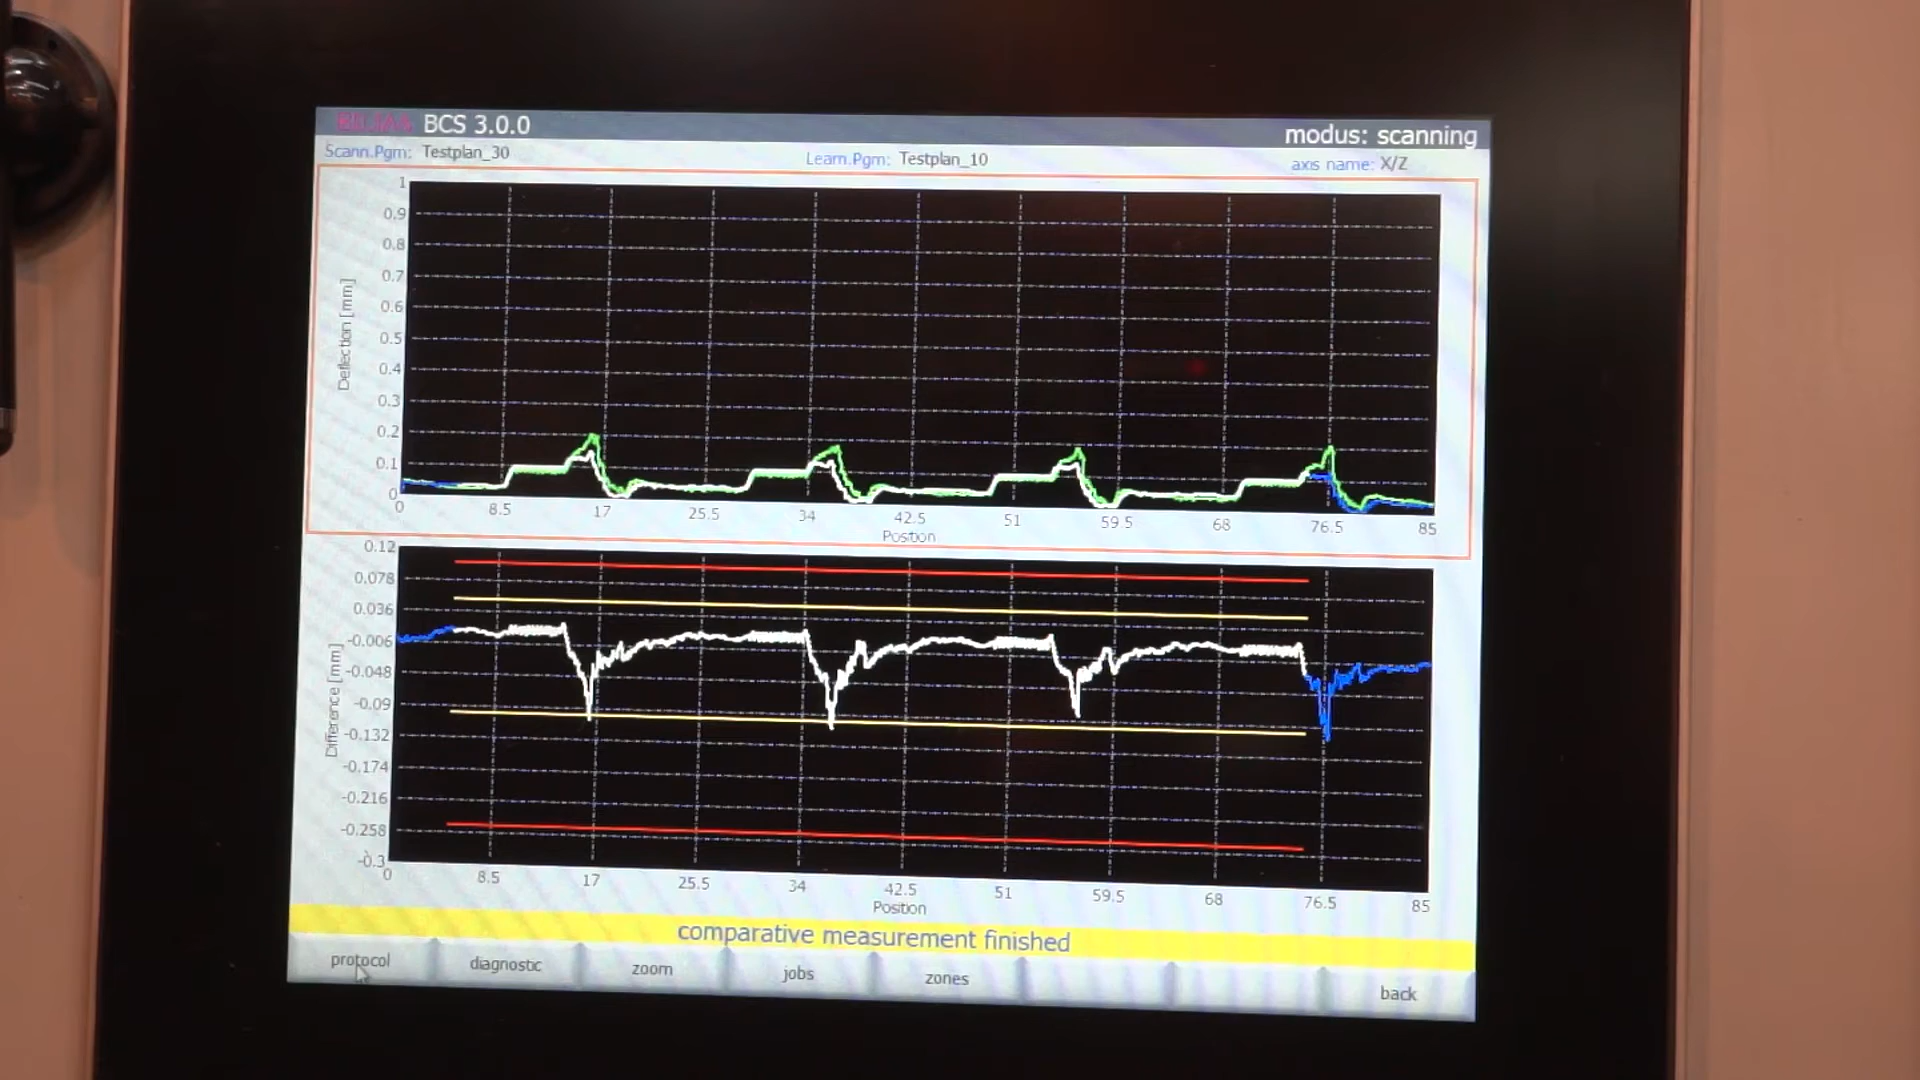 BCS 3.0.0
modus: scanning
Scann.Pgm: Testplan_30
Learn.Pgm: Testplan_10
axis name: X/Z
Deflection [mm]
1
0.9
0.8
0.7
0.6
0.5
0.4
0.3
0.2
0.1
0
0 8.5 17 25.5 34 42.5 51 59.5 68 76.5 85
Position
Difference [mm]
0.12
0.078
0.036
-0.006
-0.048
-0.09
-0.132
-0.174
-0.216
-0.258
-0.3
0 8.5 17 25.5 34 42.5 51 59.5 68 76.5 85
Position
comparative measurement finished
protocol diagnostic zoom jobs zones back